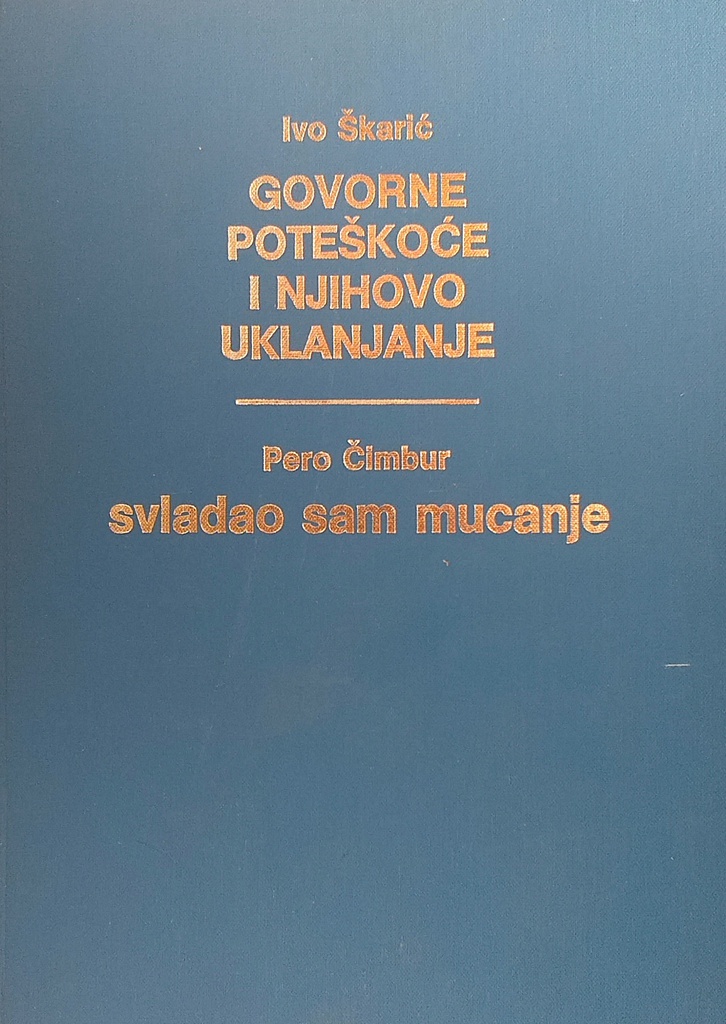 Ivo Škarić
GOVORNE
POTEŠKOĆE
I NJIHOVO
UKLANJANJE
Pero Čimbur
svladao sam mucanje